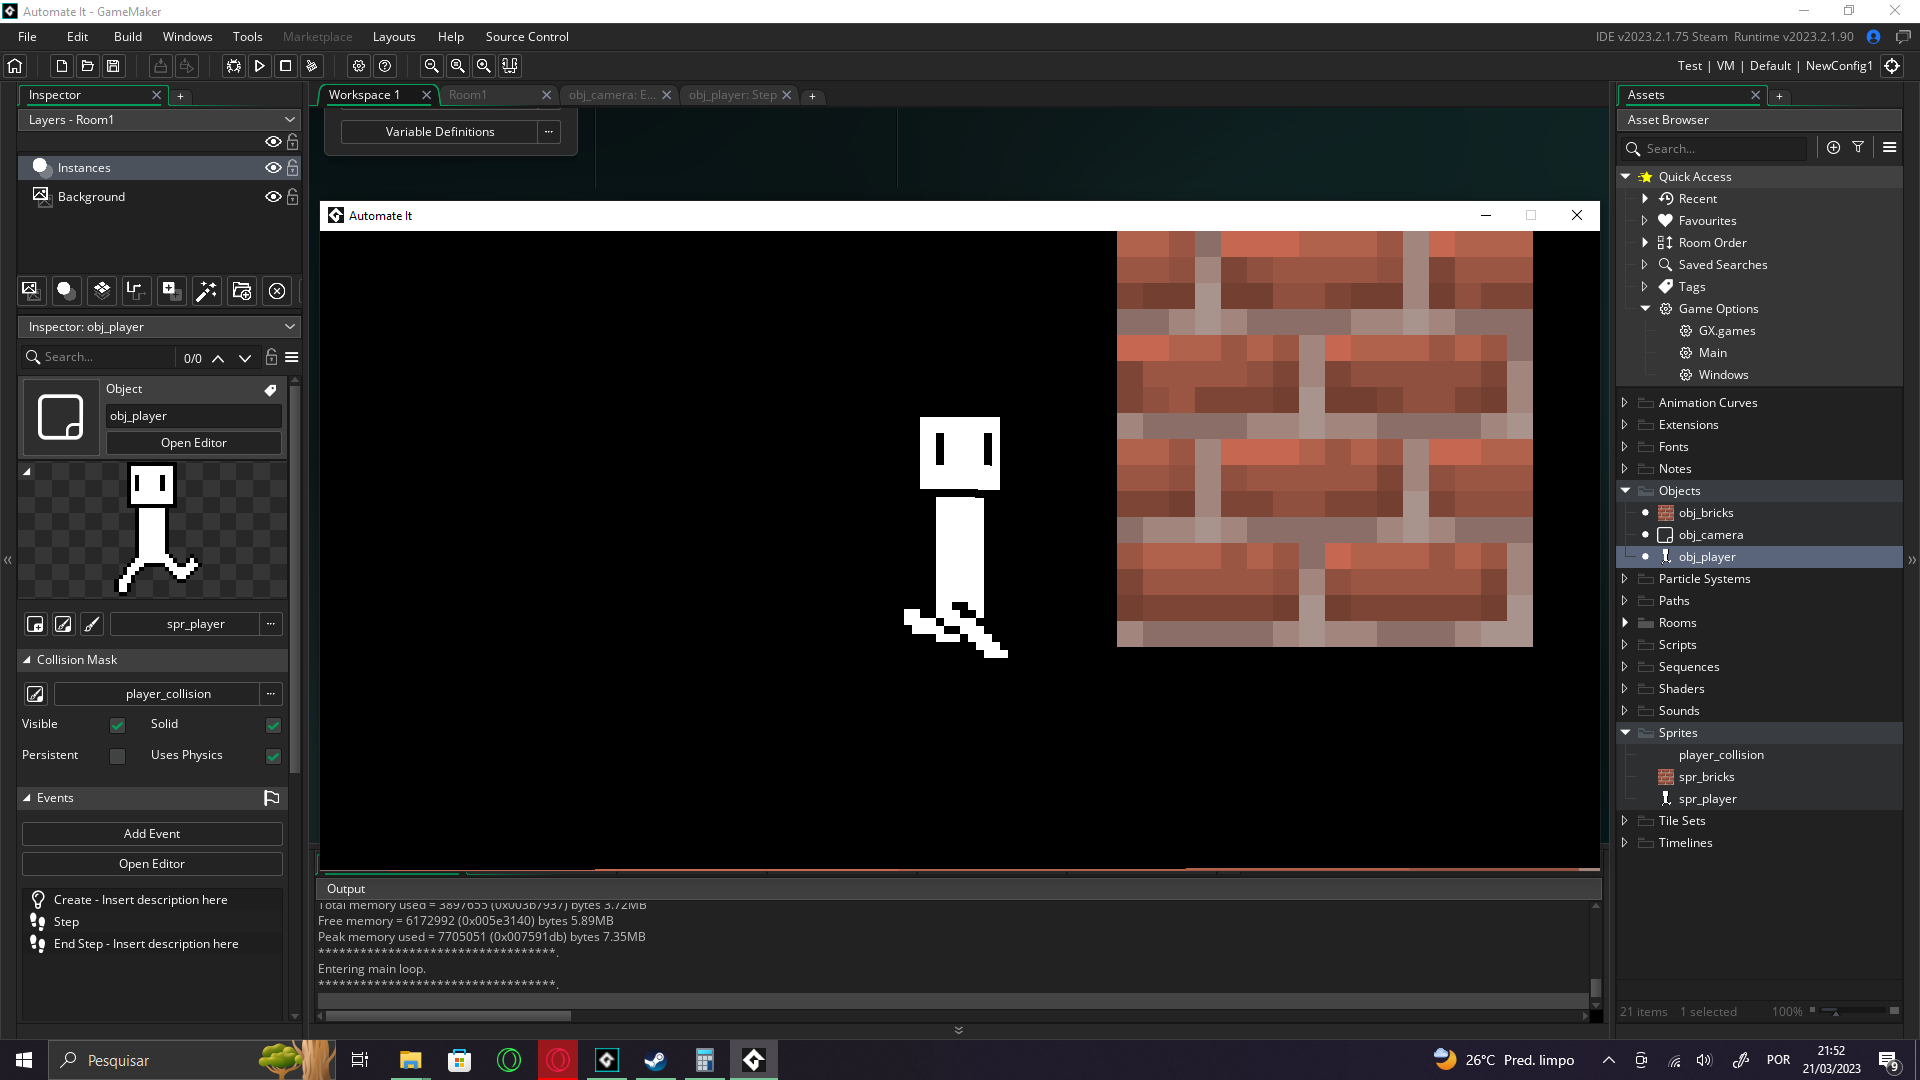 Automate It - GameMaker
File Edit Build Windows Tools Marketplace Layouts Help Source Control
IDE v2023.2.1.75 Steam Runtime v2023.2.1.90
Test | VM | Default | NewConfig1
Inspector
Workspace 1
Room1
obj_camera: E...
obj_player: Step
Assets
Layers - Room1
Variable Definitions
Asset Browser
Search...
Instances
Background
Quick Access
Recent
Favourites
Room Order
Saved Searches
Tags
Game Options
GX.games
Main
Windows
Automate It
Inspector: obj_player
Search...
0/0
Object
obj_player
Open Editor
spr_player
Collision Mask
player_collision
Visible
Solid
Persistent
Uses Physics
Events
Add Event
Open Editor
Create - Insert description here
Step
End Step - Insert description here
Animation Curves
Extensions
Fonts
Notes
Objects
obj_bricks
obj_camera
obj_player
Particle Systems
Paths
Rooms
Scripts
Sequences
Shaders
Sounds
Sprites
player_collision
spr_bricks
spr_player
Tile Sets
Timelines
Output
Total memory used = 3897655 (0x003b7937) bytes 3.72MB
Free memory = 6172992 (0x005e3140) bytes 5.89MB
Peak memory used = 7705051 (0x007591db) bytes 7.35MB
**********************************.
Entering main loop.
**********************************.
21 items 1 selected 100%
Pesquisar
26°C Pred. limpo
POR
21:52
21/03/2023
9